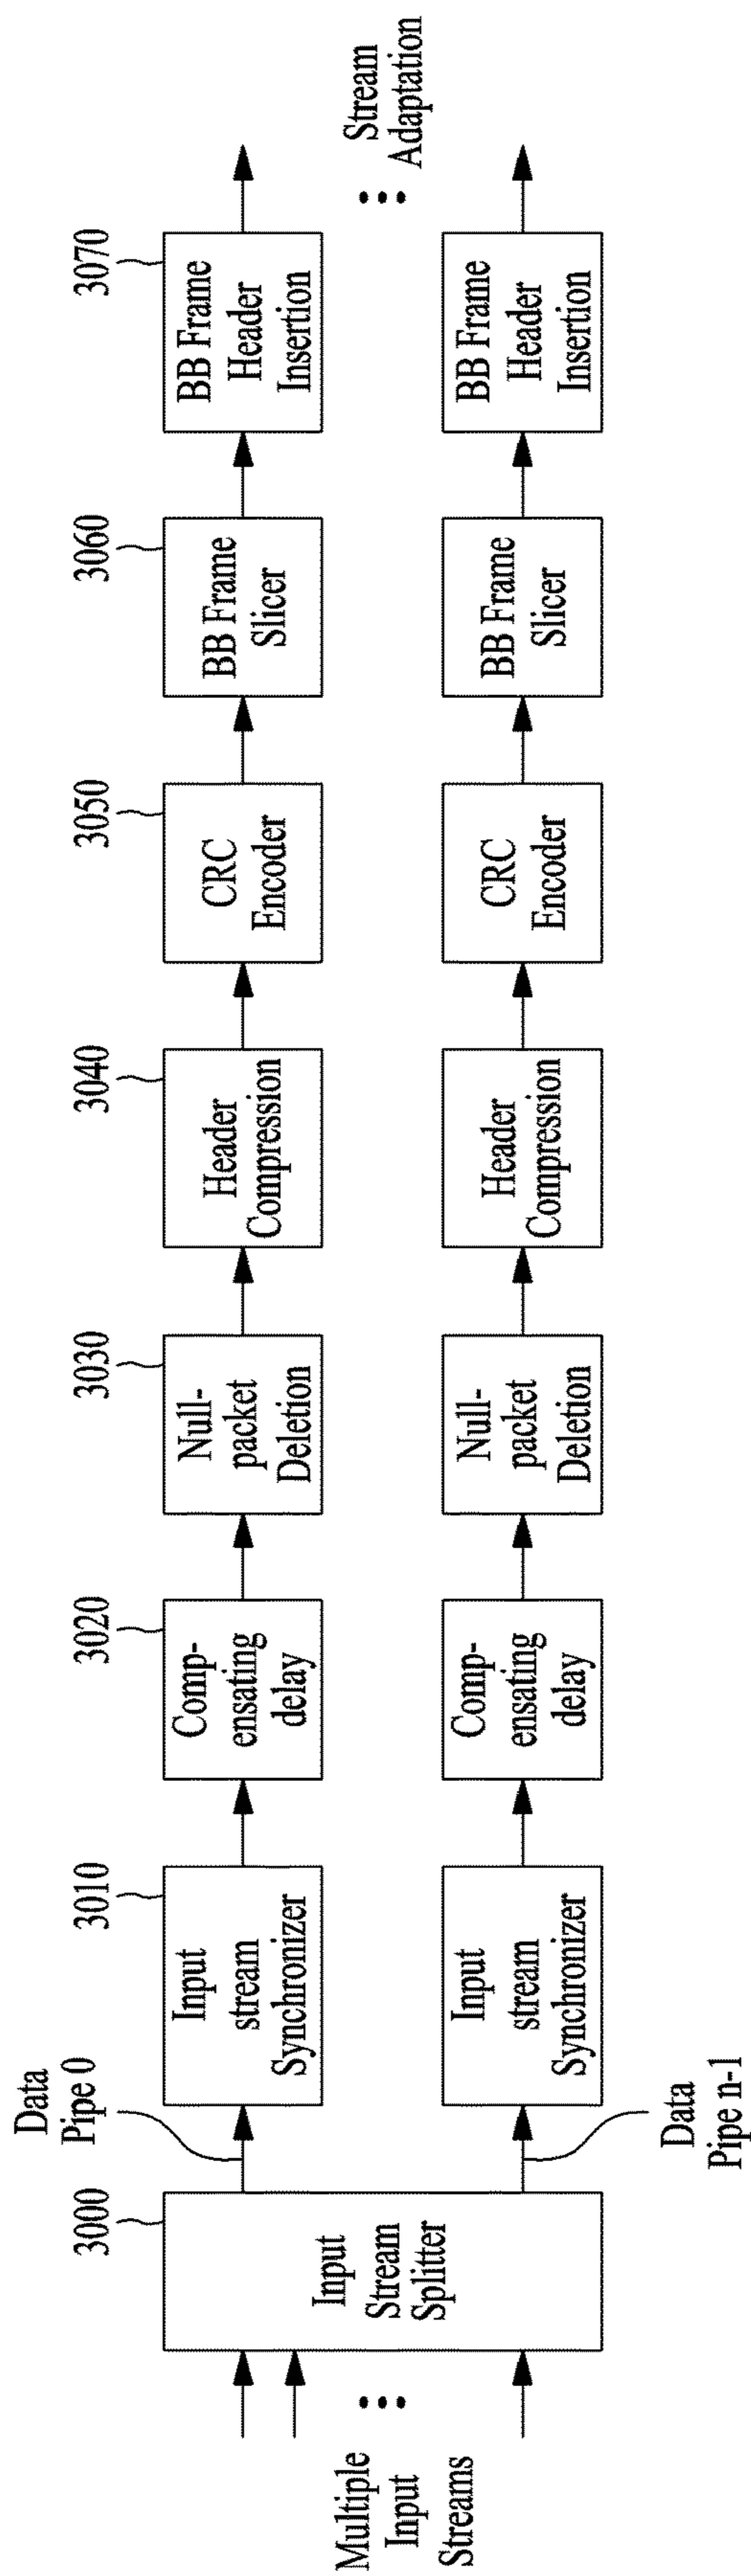 3000
3010
3020
3030
3040
3050
3060
3070
Data
Pipe 0
Multiple
Input
Streams
Input
Stream
Splitter
Input
stream
Synchronizer
Comp-
ensating
delay
Null-
packet
Deletion
Header
Compression
CRC
Encoder
BB Frame
Slicer
BB Frame
Header
Insertion
Stream
Adaptation
Input
stream
Synchronizer
Comp-
ensating
delay
Null-
packet
Deletion
Header
Compression
CRC
Encoder
BB Frame
Slicer
BB Frame
Header
Insertion
Data
Pipe n-1